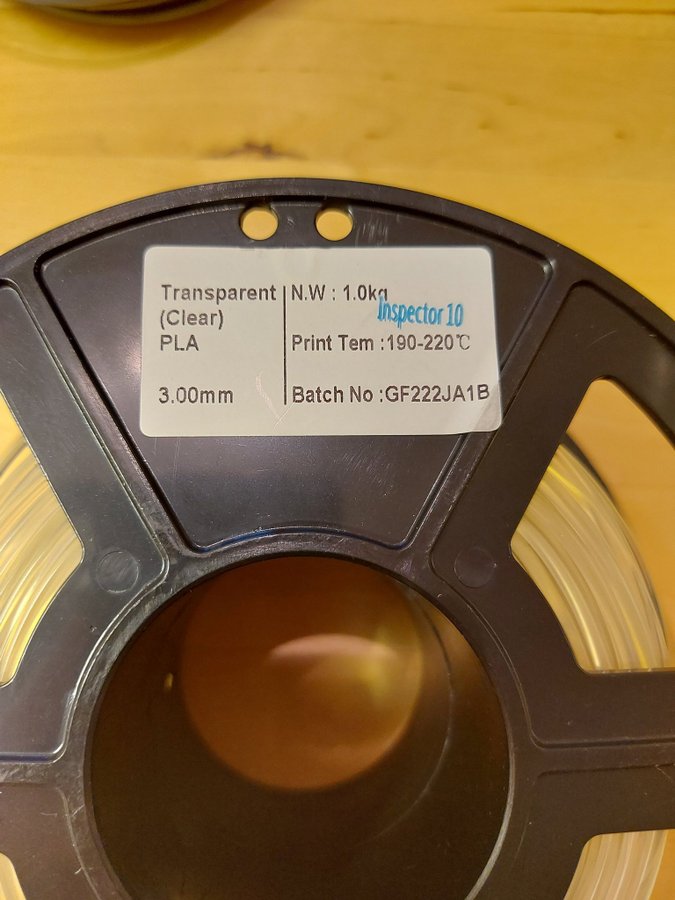 Transparent
(Clear)
PLA
3.00mm
N.W : 1.0kg
Inspector 10
Print Tem :190-220℃
Batch No :GF222JA1B